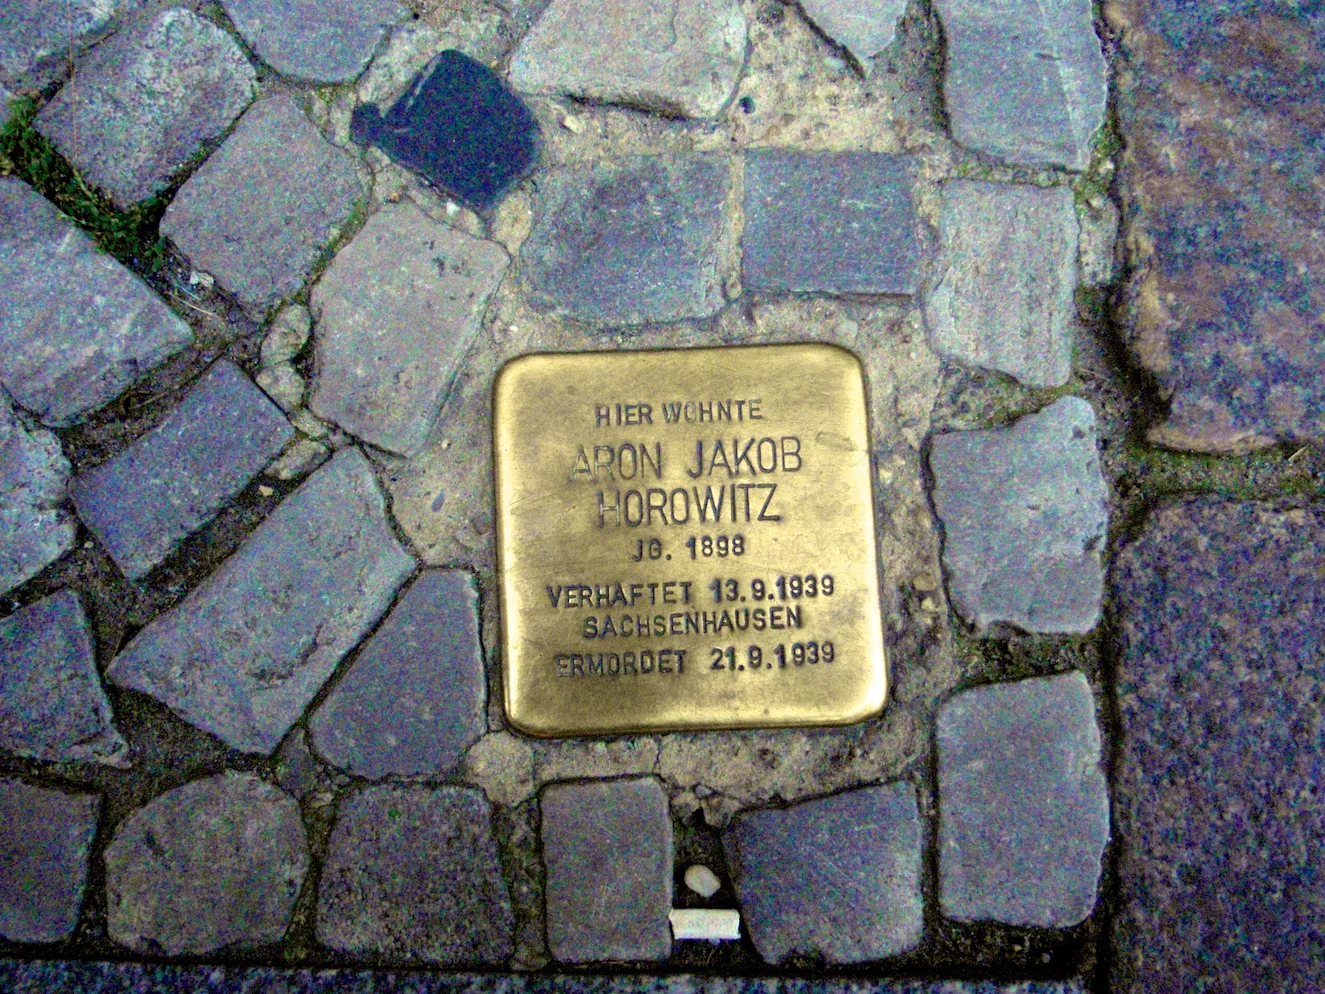 HIER WOHNTE
ARON JAKOB
HOROWITZ
JG. 1898
VERHAFTET 13.9.1939
SACHSENHAUSEN
ERMORDET 21.9.1939